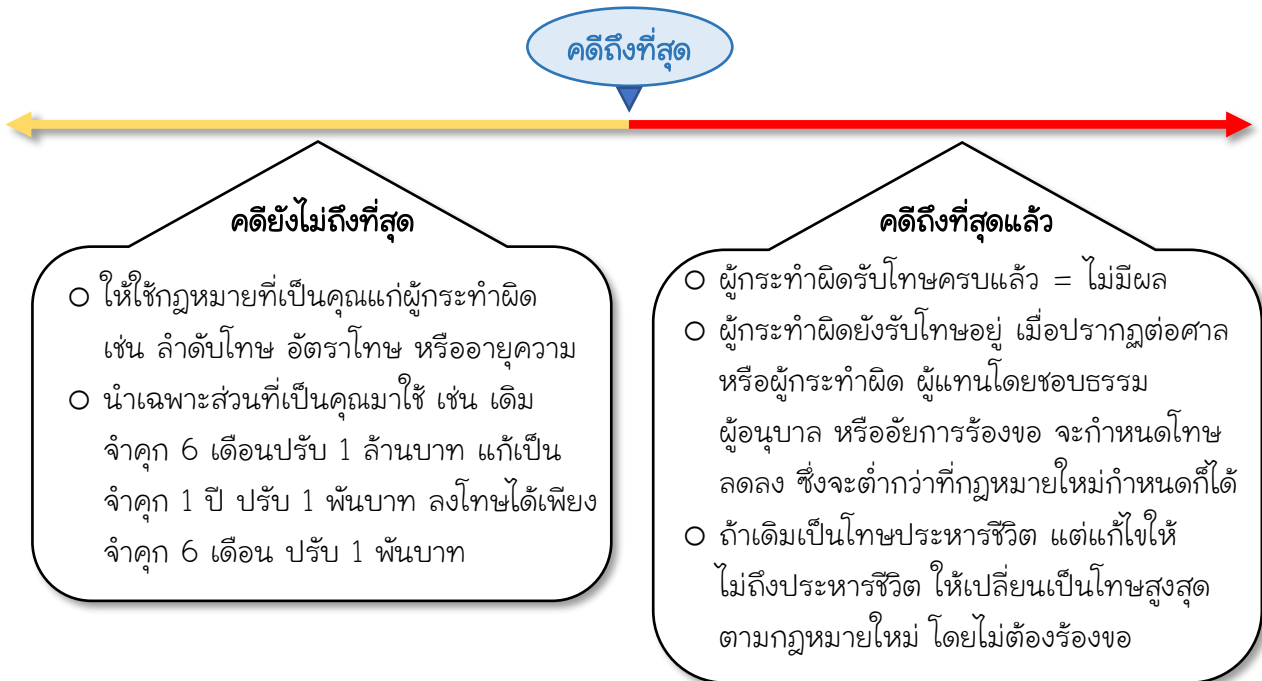 คดีถึงที่สุด
คดียังไม่ถึงที่สุด
○ ให้ใช้กฎหมายที่เป็นคุณแก่ผู้กระทำผิด
เช่น ลำดับโทษ อัตราโทษ หรืออายุความ
○ นำเฉพาะส่วนที่เป็นคุณมาใช้ เช่น เดิม
จำคุก 6 เดือนปรับ 1 ล้านบาท แก้เป็น
จำคุก 1 ปี ปรับ 1 พันบาท ลงโทษได้เพียง
จำคุก 6 เดือน ปรับ 1 พันบาท
คดีถึงที่สุดแล้ว
○ ผู้กระทำผิดรับโทษครบแล้ว = ไม่มีผล
○ ผู้กระทำผิดยังรับโทษอยู่ เมื่อปรากฏต่อศาล
หรือผู้กระทำผิด ผู้แทนโดยชอบธรรม
ผู้อนุบาล หรืออัยการร้องขอ จะกำหนดโทษ
ลดลง ซึ่งจะต่ำกว่าที่กฎหมายใหม่กำหนดก็ได้
○ ถ้าเดิมเป็นโทษประหารชีวิต แต่แก้ไขให้
ไม่ถึงประหารชีวิต ให้เปลี่ยนเป็นโทษสูงสุด
ตามกฎหมายใหม่ โดยไม่ต้องร้องขอ